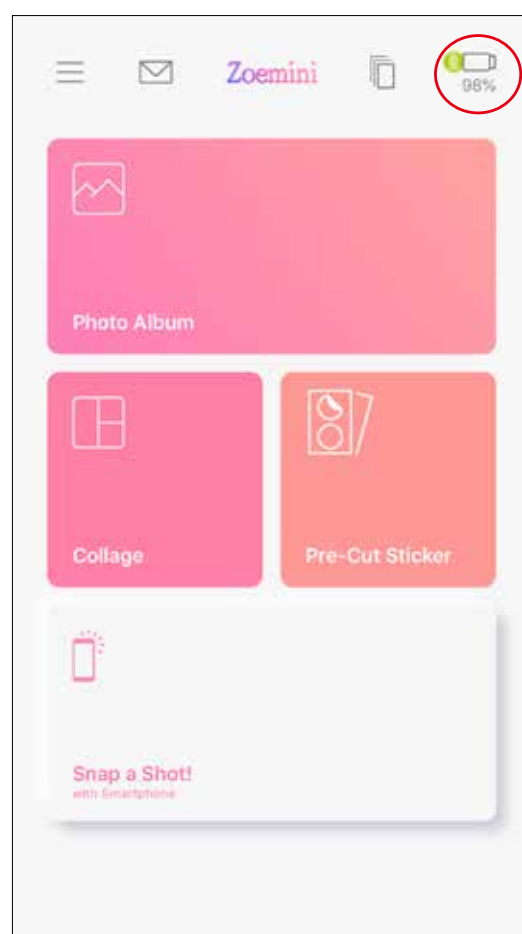 Zoemini
98%
Photo Album
Collage
Pre-Cut Sticker
Snap a Shot!
with Smartphone